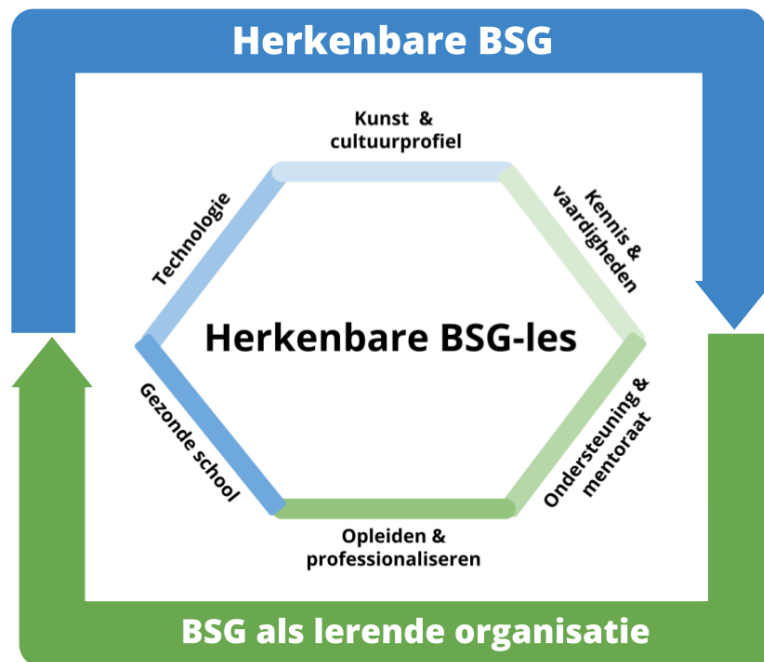 Herkenbare BSG
Kunst & 
cultuurprofiel
Technologie
Kennis &
vaardigheden
Herkenbare BSG-les
Gezonde school
Ondersteuning &
mentoraat
Opleiden &
professionaliseren
BSG als lerende organisatie